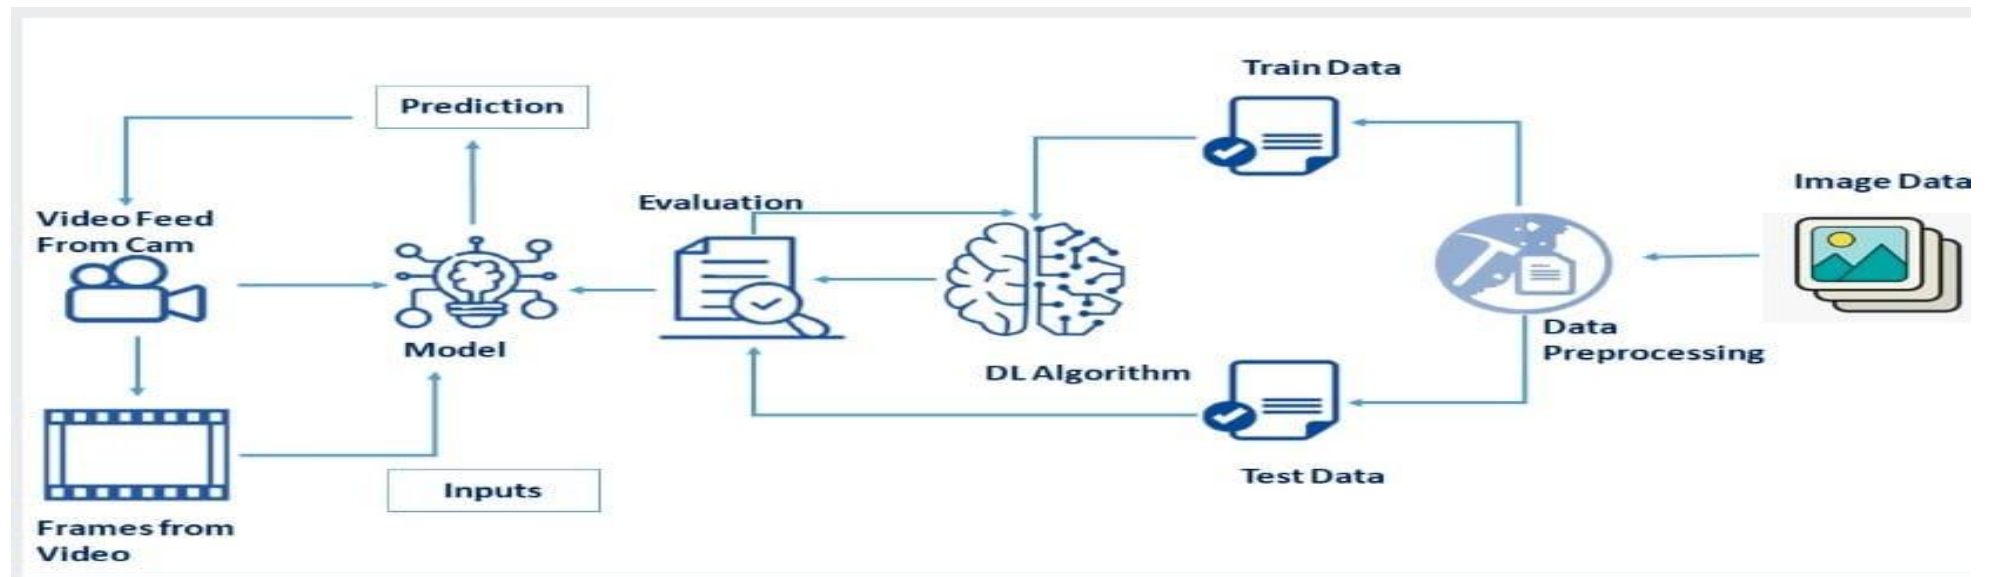 Train Data
Prediction
Image Data
Evaluation
Video Feed
From Cam
Data
Preprocessing
Model
DL Algorithm
Test Data
Inputs
Frames from
Video